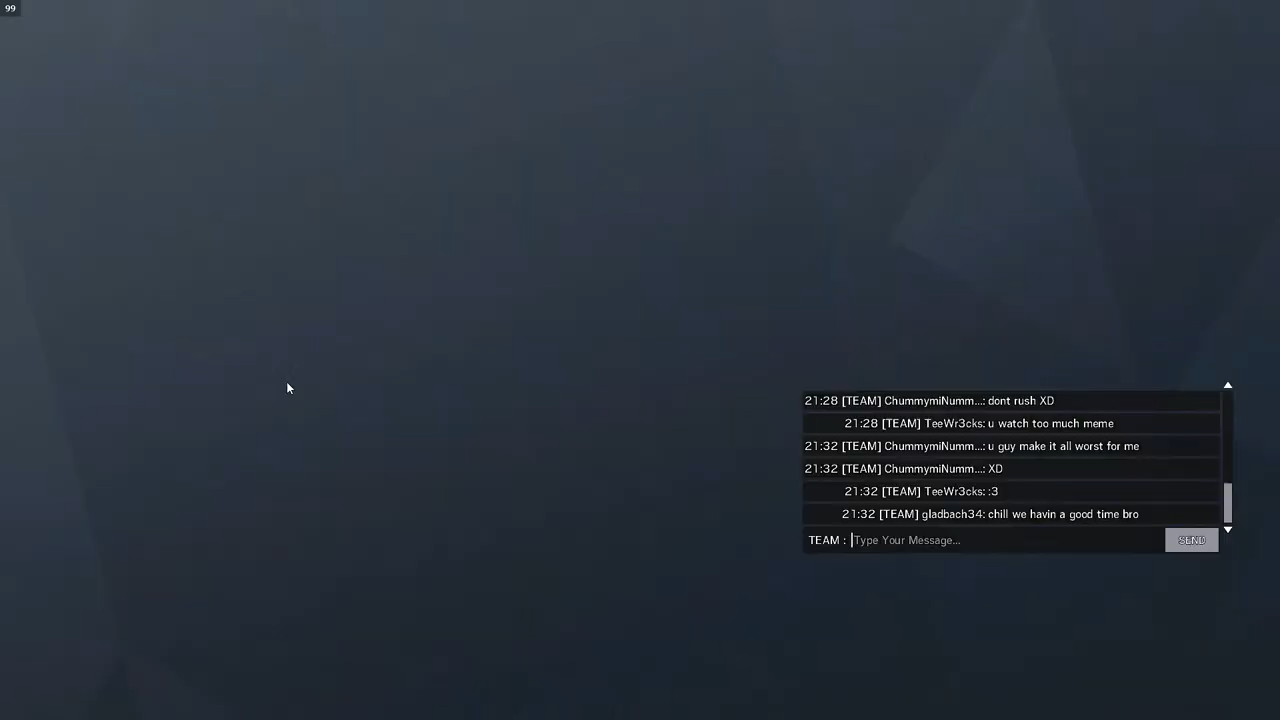 99
21:28 [TEAM] ChummymiNumm...: dont rush XD
21:28 [TEAM] TeeWr3cks: u watch too much meme
21:32 [TEAM] ChummymiNumm...: u guy make it all worst for me
21:32 [TEAM] ChummymiNumm...: XD
21:32 [TEAM] TeeWr3cks: :3
21:32 [TEAM] gladbach34: chill we havin a good time bro
TEAM : Type Your Message... SEND